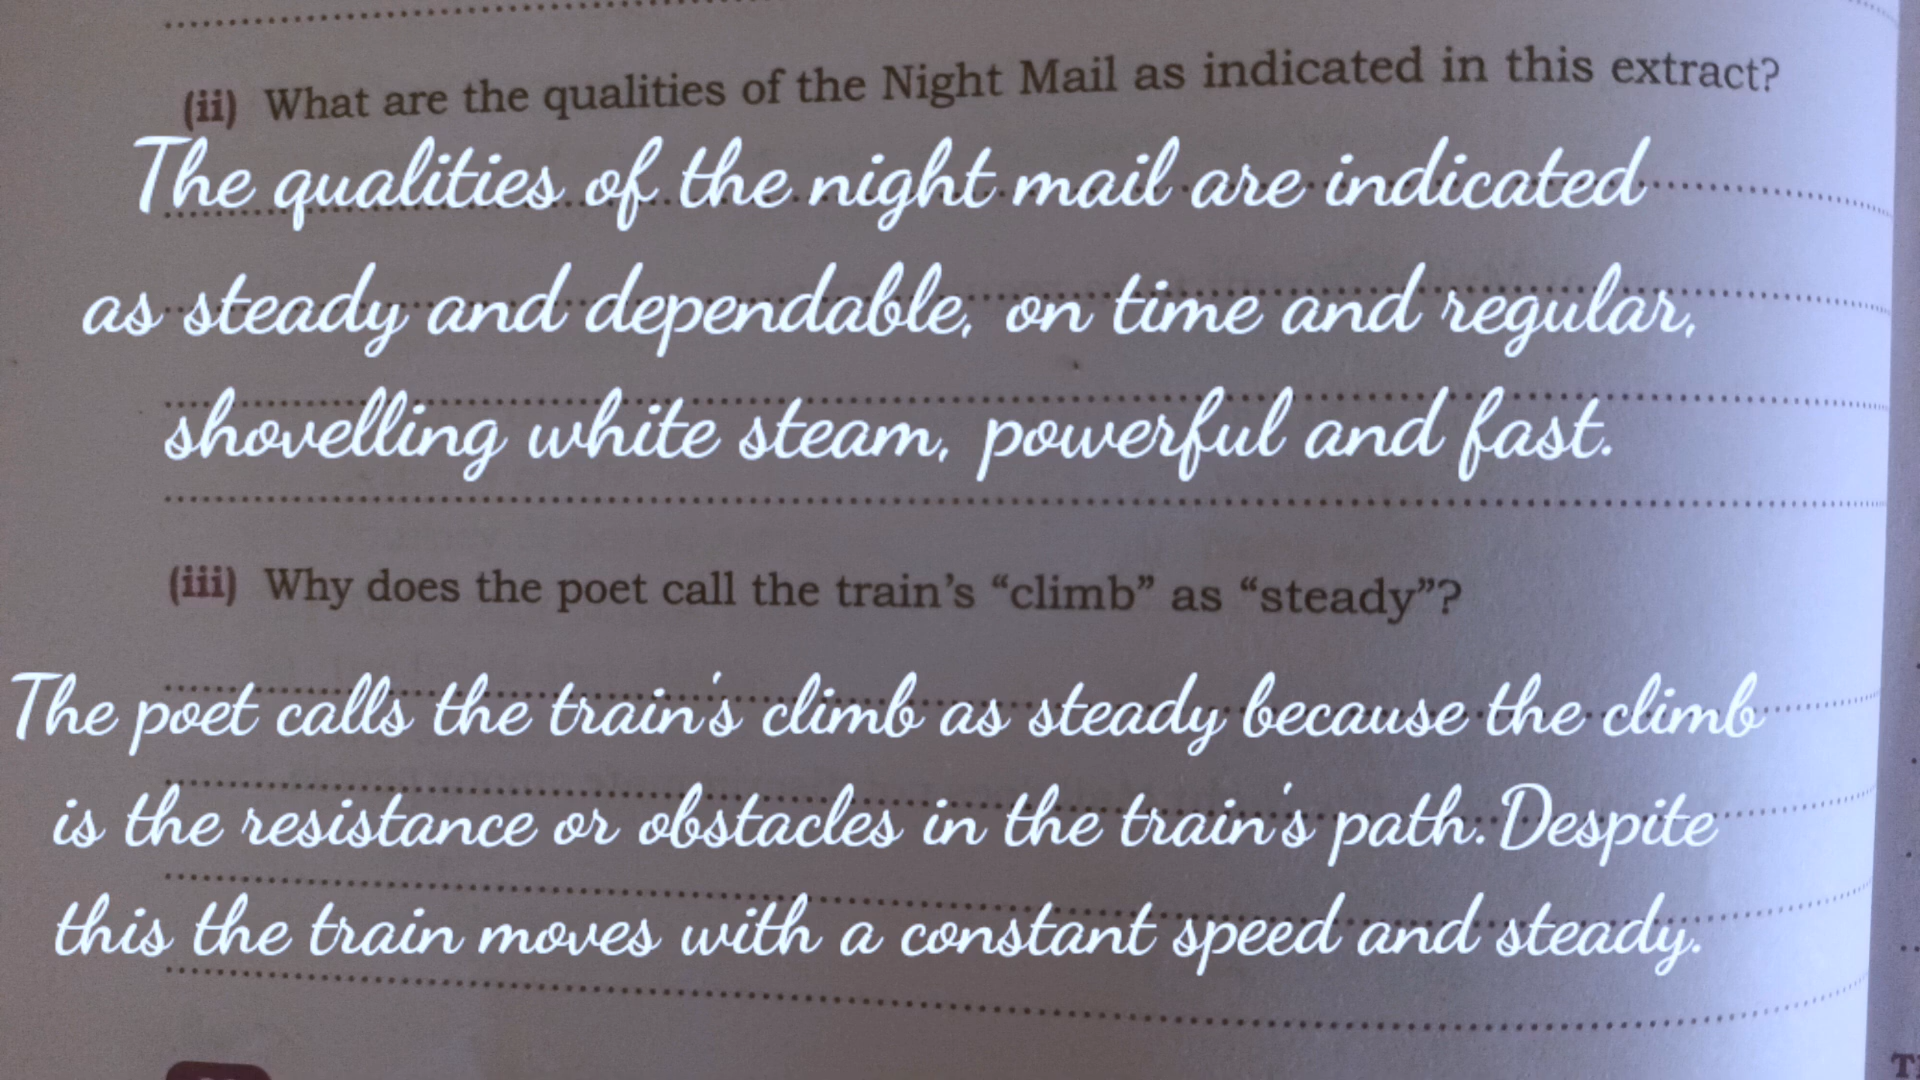 (ii) What are the qualities of the Night Mail as indicated in this extract?
The qualities of the night mail are indicated
as steady and dependable, on time and regular,
shovelling white steam, powerful and fast.
(iii) Why does the poet call the train's “climb” as “steady”?
The poet calls the train's climb as steady because the climb
is the resistance or obstacles in the train's path. Despite
this the train moves with a constant speed and steady.